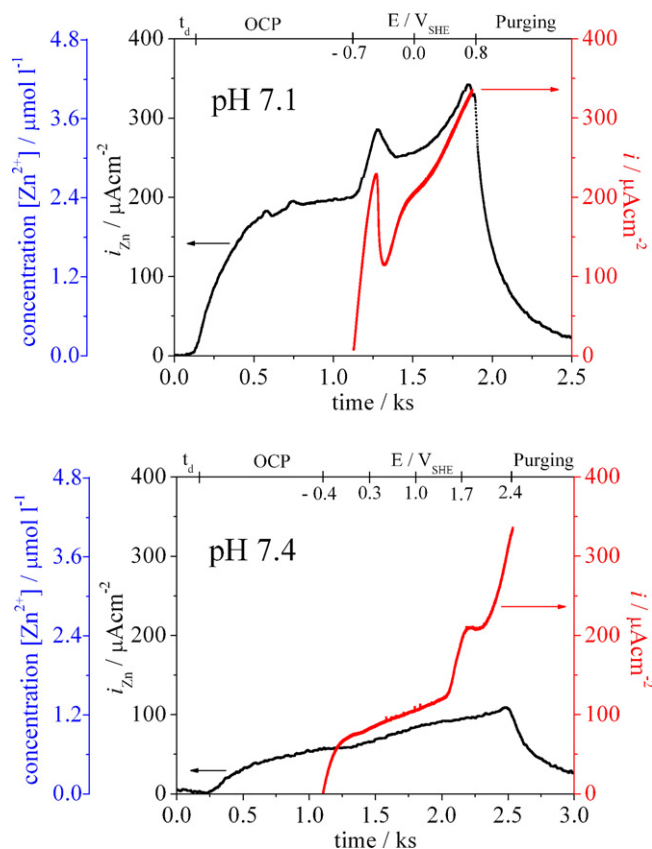 t_d OCP E / V_SHE Purging
- 0.7 0.0 0.8
4.8 400 400
pH 7.1
3.6 300 300
2.4 200 200
1.2 100 100
0.0 0 0
concentration [Zn²⁺] / µmol l⁻¹
i_Zn / µAcm⁻²
i / µAcm⁻²
0.0 0.5 1.0 1.5 2.0 2.5
time / ks
t_d OCP E / V_SHE Purging
- 0.4 0.3 1.0 1.7 2.4
4.8 400 400
pH 7.4
3.6 300 300
2.4 200 200
1.2 100 100
0.0 0 0
concentration [Zn²⁺] / µmol l⁻¹
i_Zn / µAcm⁻²
i / µAcm⁻²
0.0 0.5 1.0 1.5 2.0 2.5 3.0
time / ks